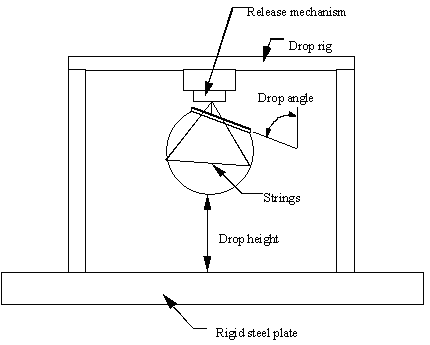 Release mechanism
Drop rig
Drop angle
Strings
Drop height
Rigid steel plate